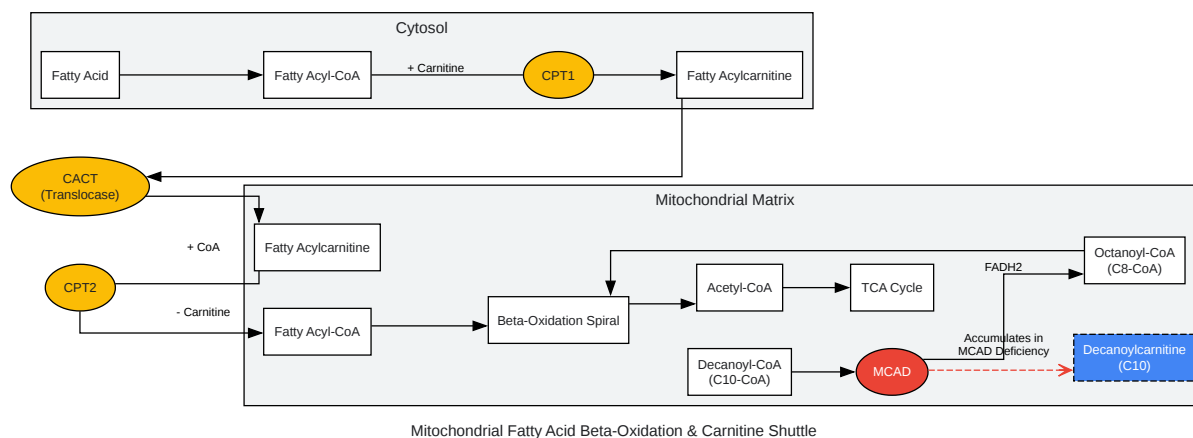 Cytosol
Fatty Acid
Fatty Acyl-CoA
+ Carnitine
CPT1
Fatty Acylcarnitine
CACT
(Translocase)
Mitochondrial Matrix
+ CoA
Fatty Acylcarnitine
CPT2
- Carnitine
Fatty Acyl-CoA
Beta-Oxidation Spiral
Acetyl-CoA
TCA Cycle
FADH2
Octanoyl-CoA
(C8-CoA)
Decanoyl-CoA
(C10-CoA)
MCAD
Accumulates in
MCAD Deficiency
Decanoylcarnitine
(C10)
Mitochondrial Fatty Acid Beta-Oxidation & Carnitine Shuttle